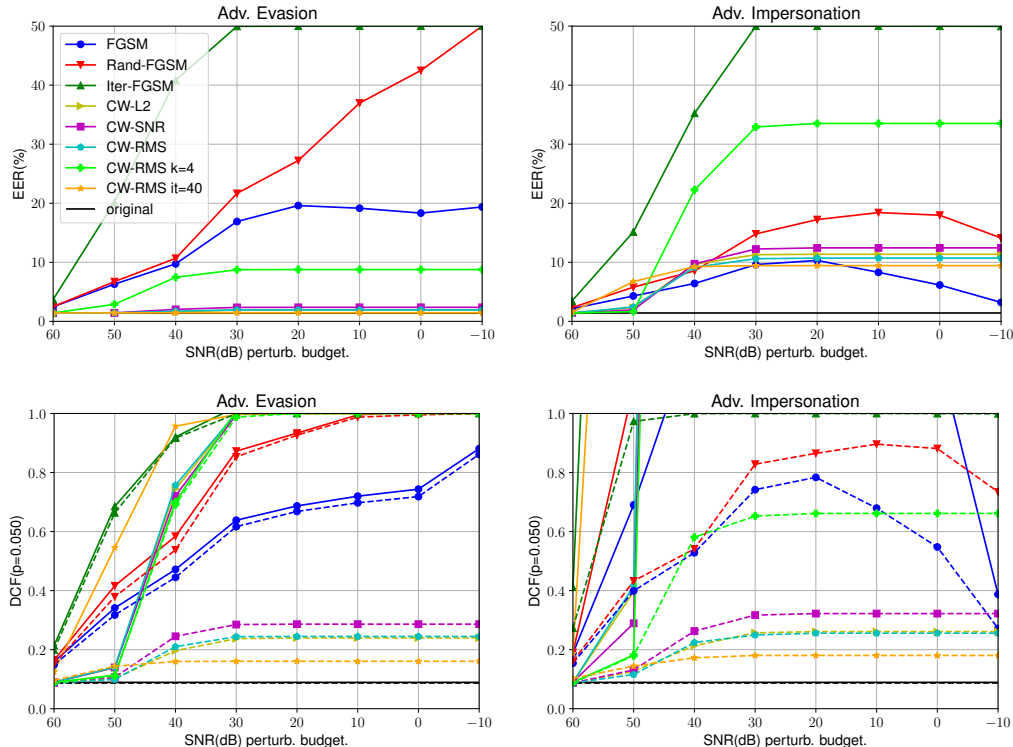 Adv. Evasion
EER(%)
50
40
30
20
10
0
FGSM
Rand-FGSM
Iter-FGSM
CW-L2
CW-SNR
CW-RMS
CW-RMS k=4
CW-RMS it=40
original
60 50 40 30 20 10 0 −10
SNR(dB) perturb. budget.
Adv. Impersonation
EER(%)
50
40
30
20
10
0
60 50 40 30 20 10 0 −10
SNR(dB) perturb. budget.
Adv. Evasion
DCF(p=0.050)
1.0
0.8
0.6
0.4
0.2
0.0
60 50 40 30 20 10 0 −10
SNR(dB) perturb. budget.
Adv. Impersonation
DCF(p=0.050)
1.0
0.8
0.6
0.4
0.2
0.0
60 50 40 30 20 10 0 −10
SNR(dB) perturb. budget.